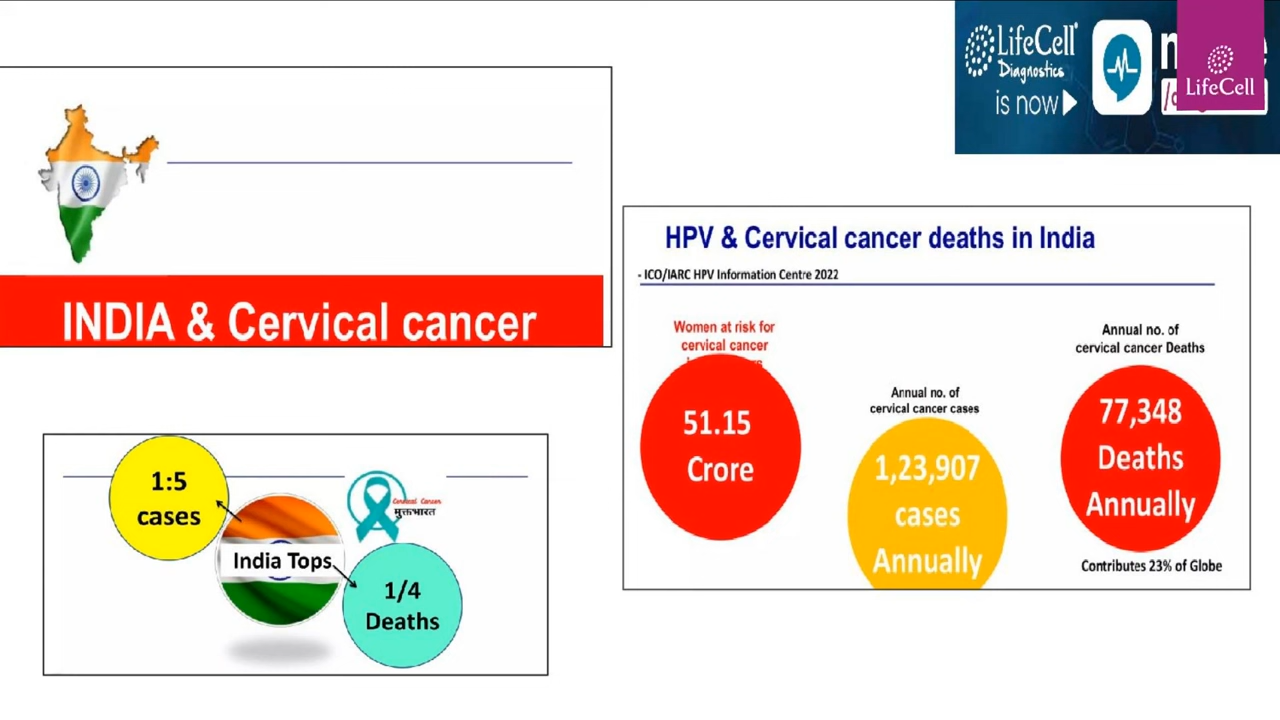 LifeCell
Diagnostics
is now
LifeCell
INDIA & Cervical cancer
HPV & Cervical cancer deaths in India
- ICO/IARC HPV Information Centre 2022
Women at risk for
cervical cancer
51.15
Crore
Annual no. of
cervical cancer cases
1,23,907
cases
Annually
Annual no. of
cervical cancer Deaths
77,348
Deaths
Annually
Contributes 23% of Globe
1:5
cases
India Tops
Cervical Cancer
मुक्तभारत
1/4
Deaths